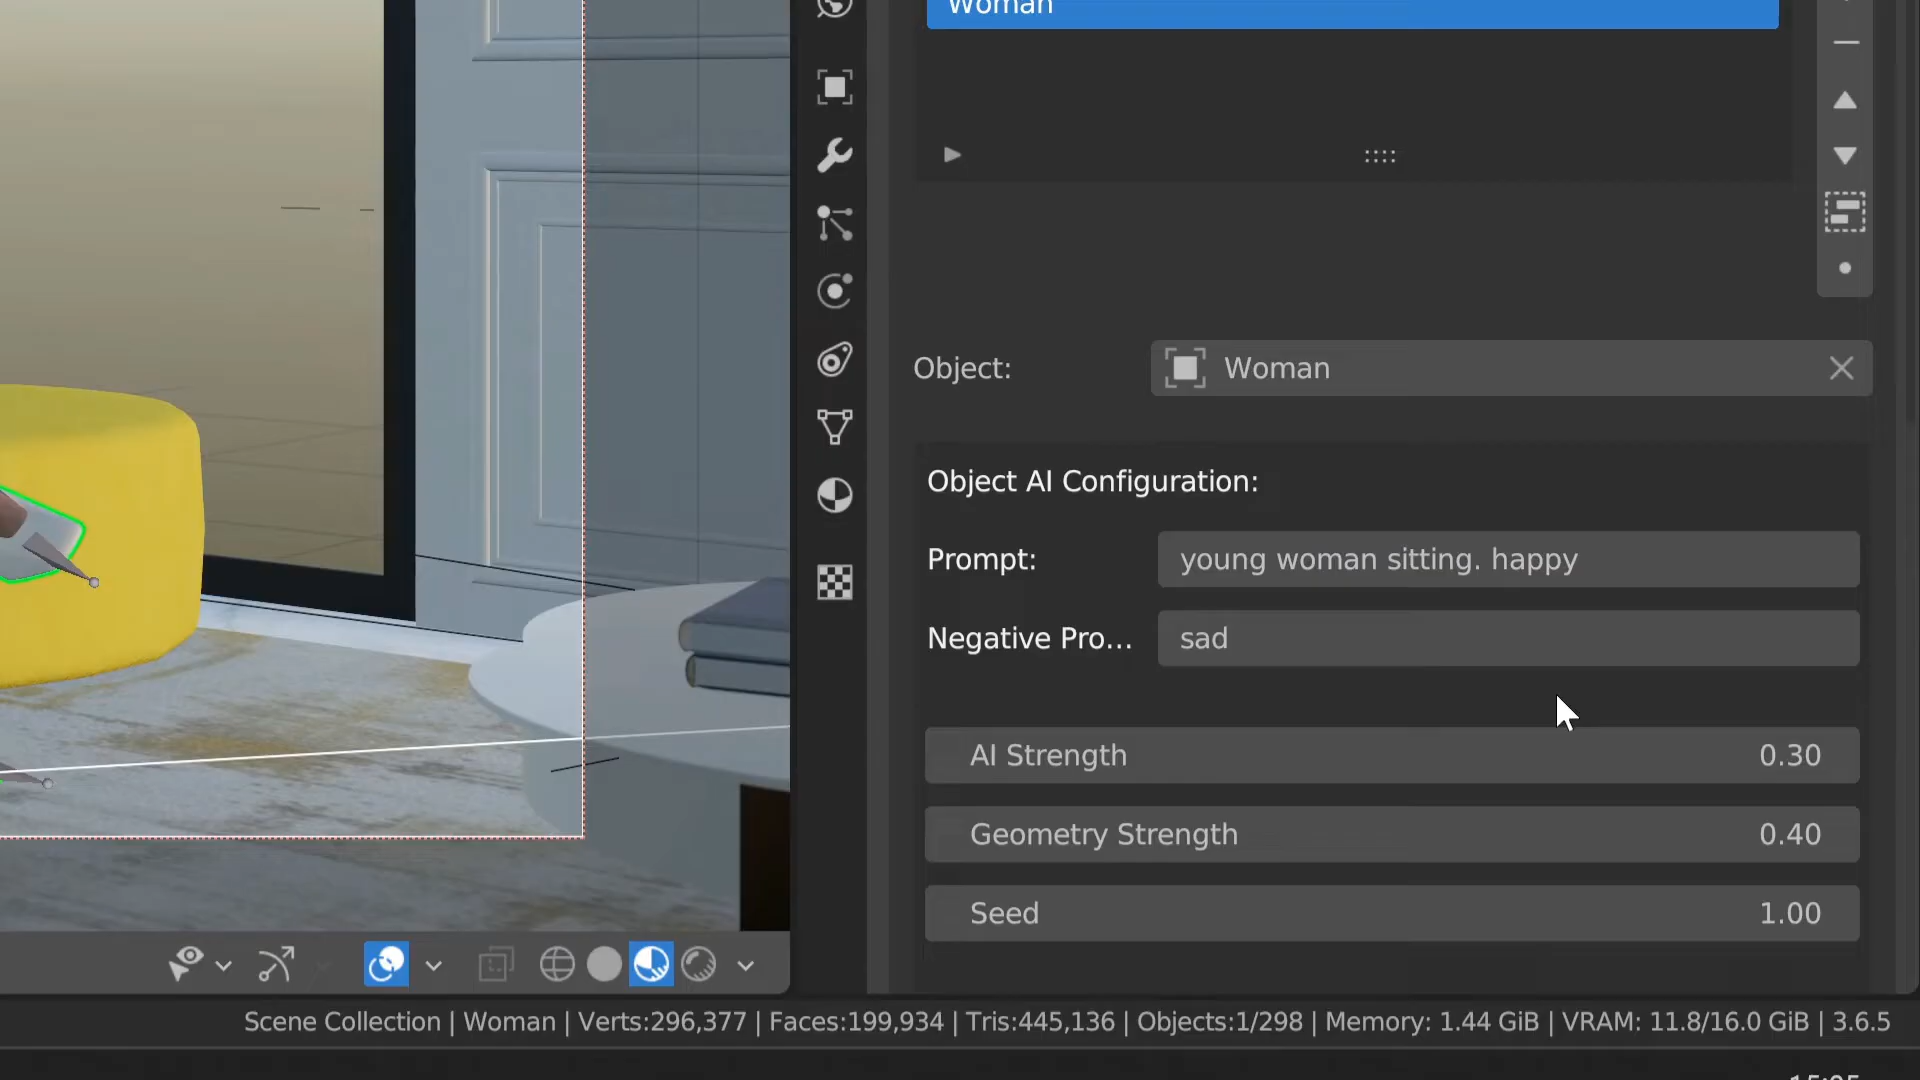 Woman
Object:
Woman
Object AI Configuration:
Prompt:
young woman sitting. happy
Negative Pro...
sad
AI Strength
0.30
Geometry Strength
0.40
Seed
1.00
Scene Collection | Woman | Verts:296,377 | Faces:199,934 | Tris:445,136 | Objects:1/298 | Memory: 1.44 GiB | VRAM: 11.8/16.0 GiB | 3.6.5